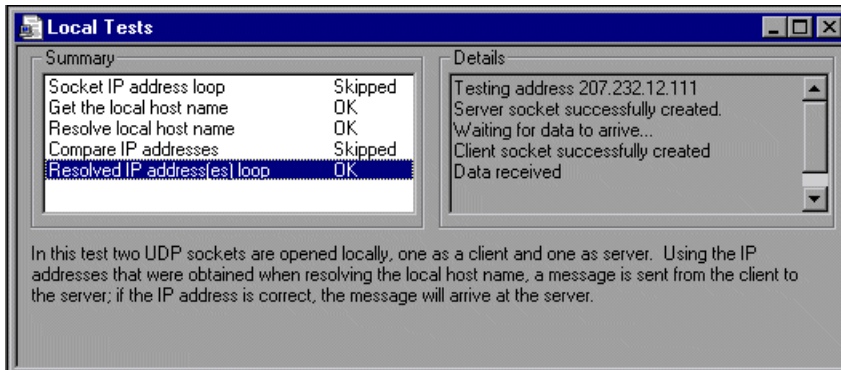 Local Tests
Summary
Socket IP address loop Skipped
Get the local host name OK
Resolve local host name OK
Compare IP addresses Skipped
Resolved IP address(es) loop OK
Details
Testing address 207.232.12.111
Server socket successfully created.
Waiting for data to arrive...
Client socket successfully created
Data received
In this test two UDP sockets are opened locally, one as a client and one as server.  Using the IP
addresses that were obtained when resolving the local host name, a message is sent from the client to
the server; if the IP address is correct, the message will arrive at the server.